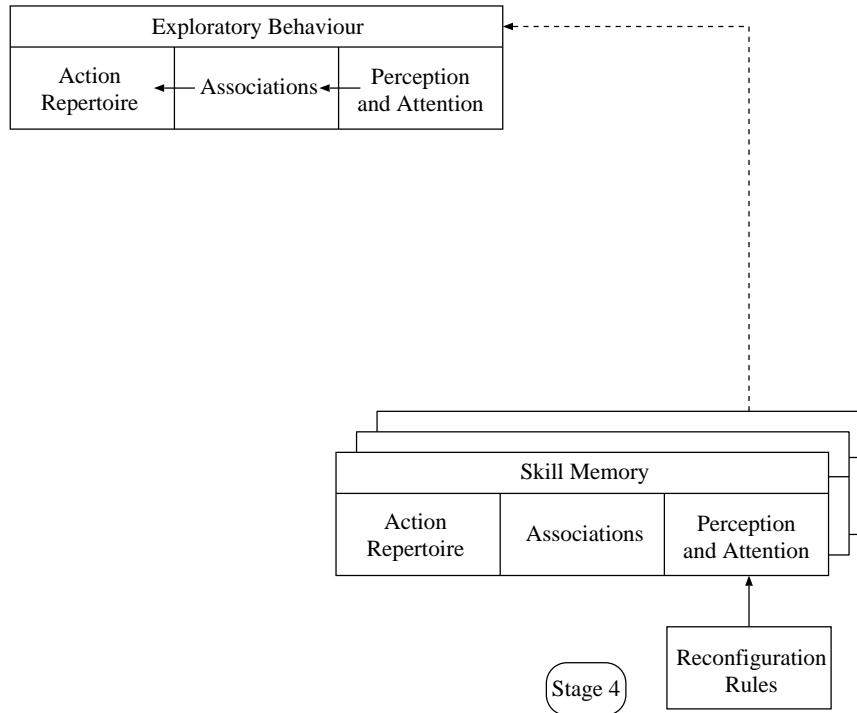 Exploratory Behaviour
Action
Repertoire
Associations
Perception
and Attention
Skill Memory
Action
Repertoire
Associations
Perception
and Attention
Reconfiguration
Rules
Stage 4